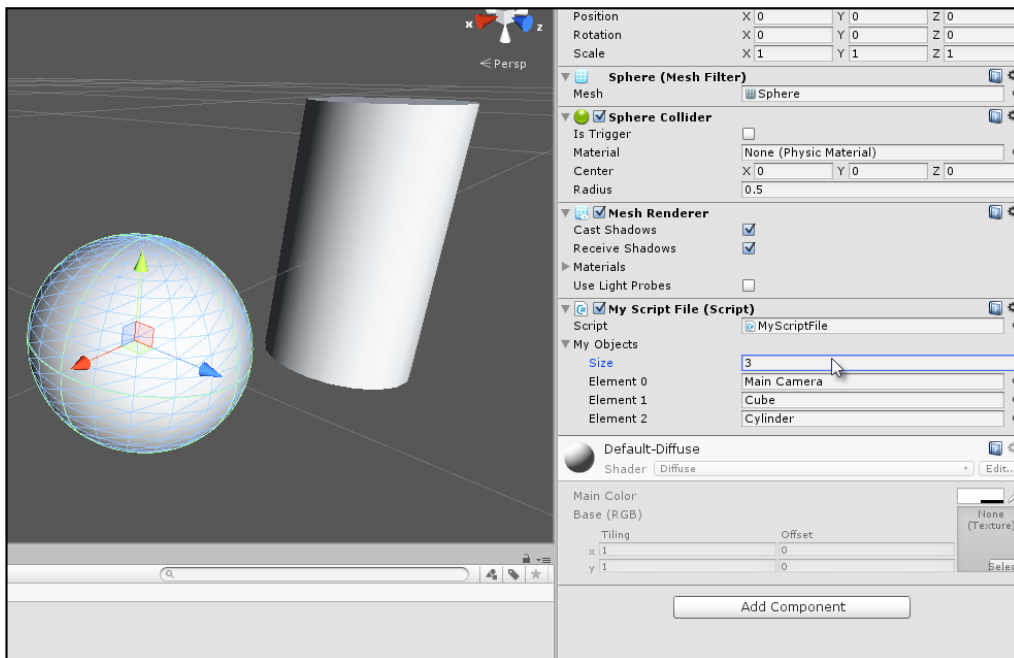 x
z
Persp
Position X 0 Y 0 Z 0
Rotation X 0 Y 0 Z 0
Scale X 1 Y 1 Z 1
Sphere (Mesh Filter)
Mesh Sphere
Sphere Collider
Is Trigger
Material None (Physic Material)
Center X 0 Y 0 Z 0
Radius 0.5
Mesh Renderer
Cast Shadows
Receive Shadows
Materials
Use Light Probes
My Script File (Script)
Script MyScriptFile
My Objects
Size 3
Element 0 Main Camera
Element 1 Cube
Element 2 Cylinder
Default-Diffuse
Shader Diffuse Edit...
Main Color
Base (RGB) None
(Texture)
Tiling Offset
x 1 0
y 1 0 Selec
Add Component